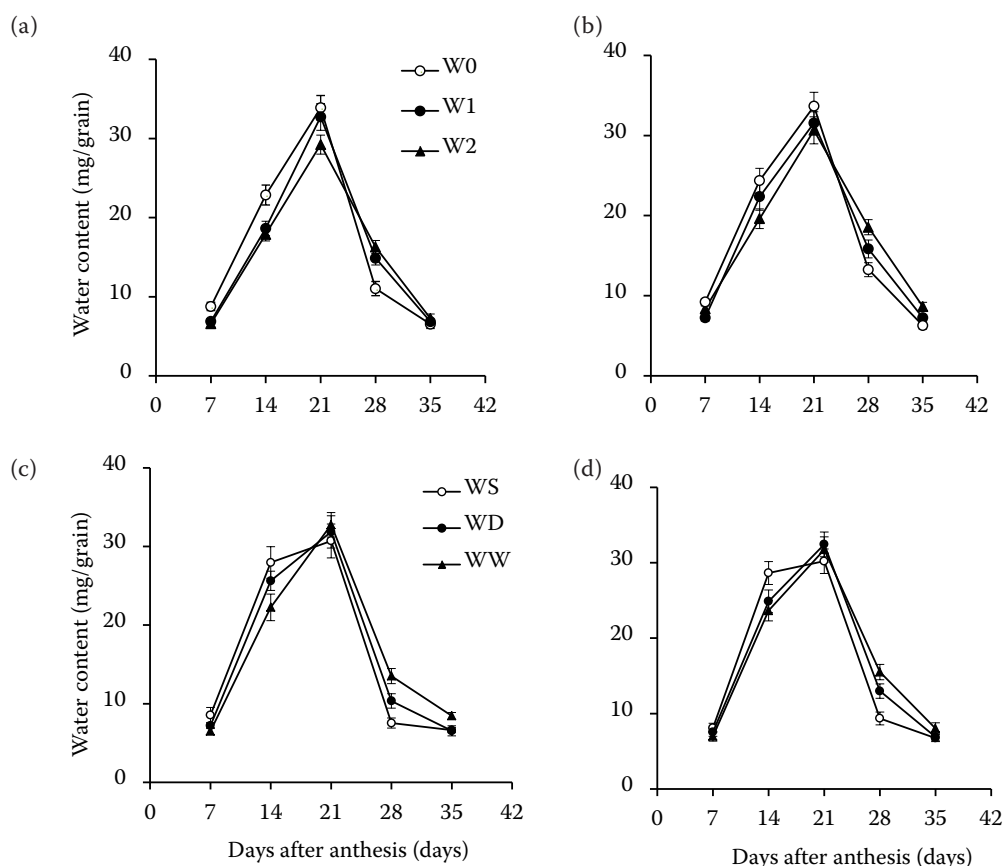 (a)
40
30
20
10
0
Water content (mg/grain)
W0
W1
W2
0 7 14 21 28 35 42
(b)
40
30
20
10
0
0 7 14 21 28 35 42
(c)
40
30
20
10
0
Water content (mg/grain)
WS
WD
WW
0 7 14 21 28 35 42
Days after anthesis (days)
(d)
40
30
20
10
0
0 7 14 21 28 35 42
Days after anthesis (days)